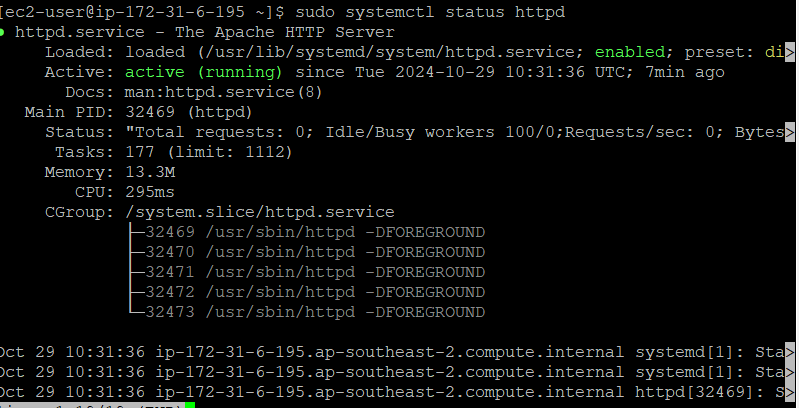 [ec2-user@ip-172-31-6-195 ~]$ sudo systemctl status httpd
● httpd.service - The Apache HTTP Server
Loaded: loaded (/usr/lib/systemd/system/httpd.service; enabled; preset: di>
Active: active (running) since Tue 2024-10-29 10:31:36 UTC; 7min ago
Docs: man:httpd.service(8)
Main PID: 32469 (httpd)
Status: "Total requests: 0; Idle/Busy workers 100/0;Requests/sec: 0; Bytes>
Tasks: 177 (limit: 1112)
Memory: 13.3M
CPU: 295ms
CGroup: /system.slice/httpd.service
├─32469 /usr/sbin/httpd -DFOREGROUND
├─32470 /usr/sbin/httpd -DFOREGROUND
├─32471 /usr/sbin/httpd -DFOREGROUND
├─32472 /usr/sbin/httpd -DFOREGROUND
└─32473 /usr/sbin/httpd -DFOREGROUND
Oct 29 10:31:36 ip-172-31-6-195.ap-southeast-2.compute.internal systemd[1]: Sta>
Oct 29 10:31:36 ip-172-31-6-195.ap-southeast-2.compute.internal systemd[1]: Sta>
Oct 29 10:31:36 ip-172-31-6-195.ap-southeast-2.compute.internal httpd[32469]: S>